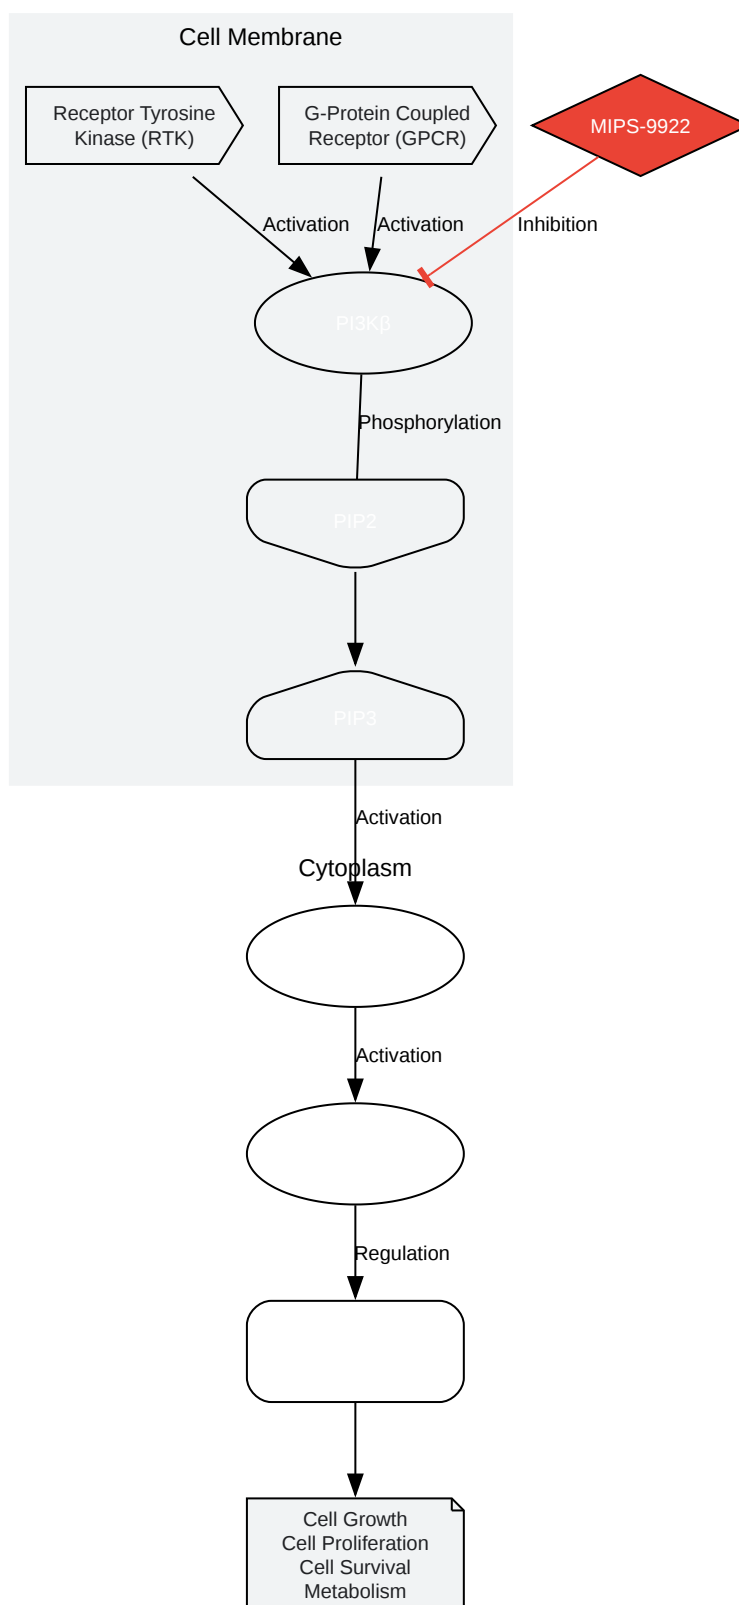 Cell Membrane
Receptor Tyrosine
Kinase (RTK)
G-Protein Coupled
Receptor (GPCR)
MIPS-9922
Activation
Activation
Inhibition
PI3Kβ
Phosphorylation
PIP2
PIP3
Activation
Cytoplasm
Activation
Regulation
Cell Growth
Cell Proliferation
Cell Survival
Metabolism